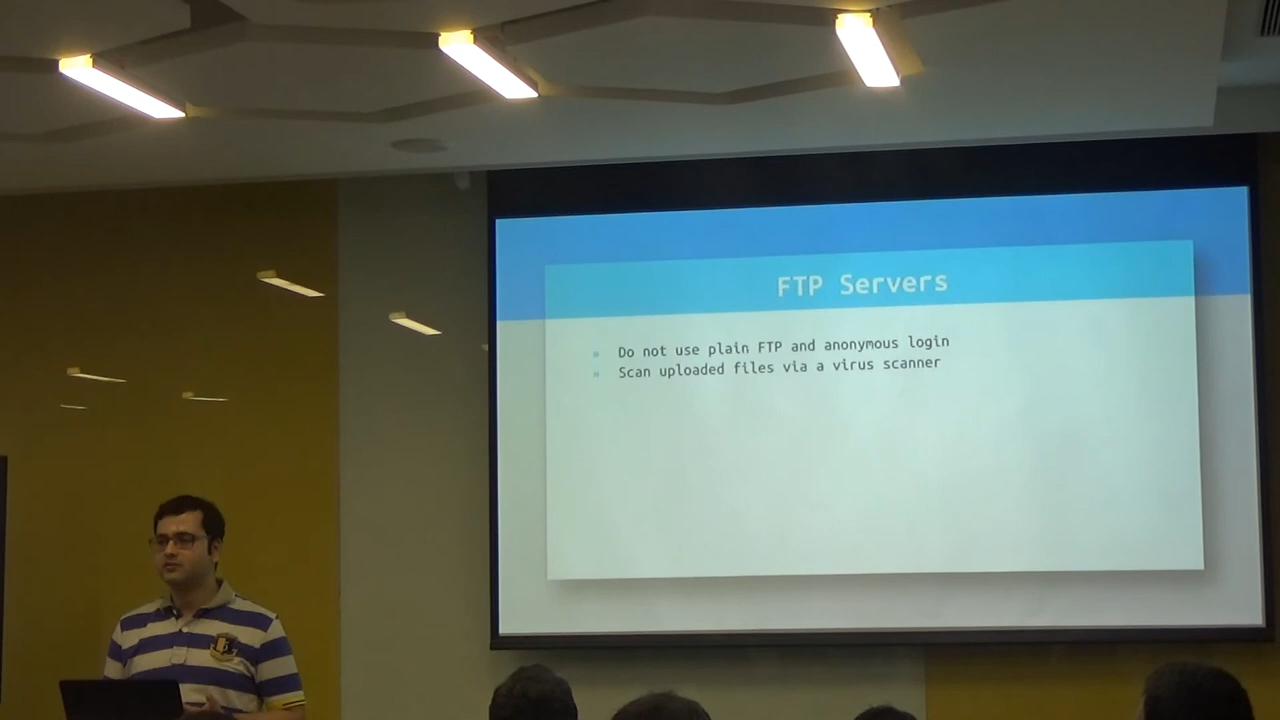 FTP Servers
» Do not use plain FTP and anonymous login
» Scan uploaded files via a virus scanner